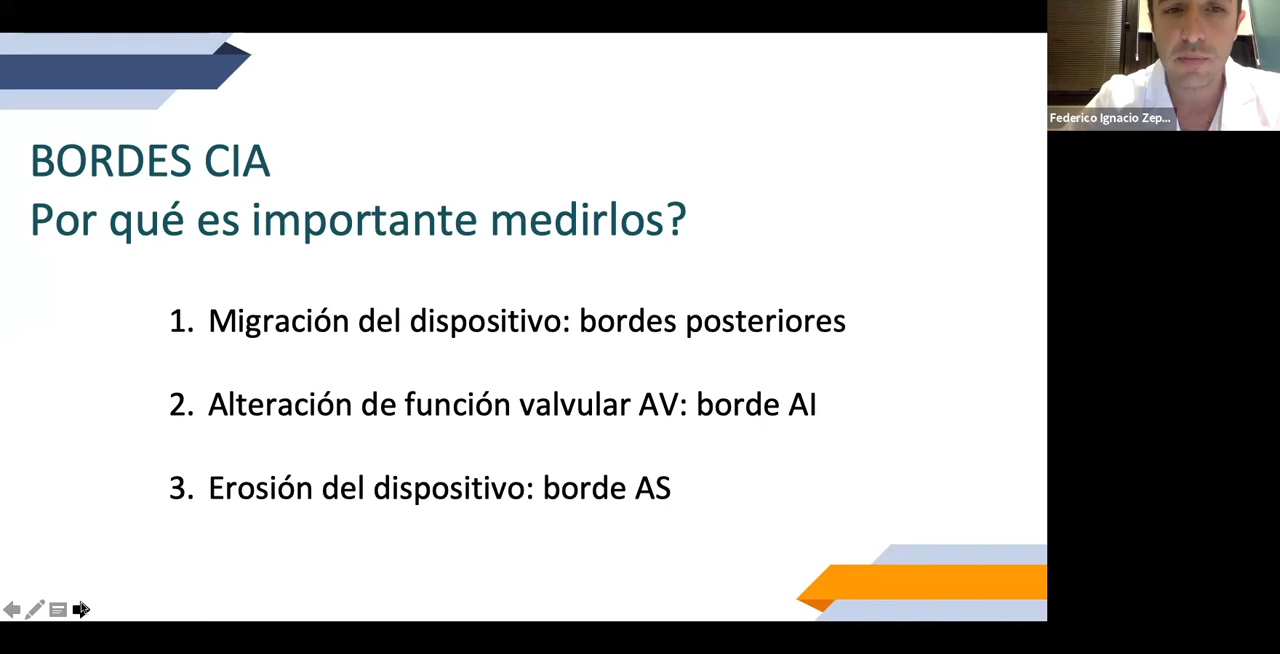 BORDES CIA
Por qué es importante medirlos?
1. Migración del dispositivo: bordes posteriores
2. Alteración de función valvular AV: borde AI
3. Erosión del dispositivo: borde AS
Federico Ignacio Zep...